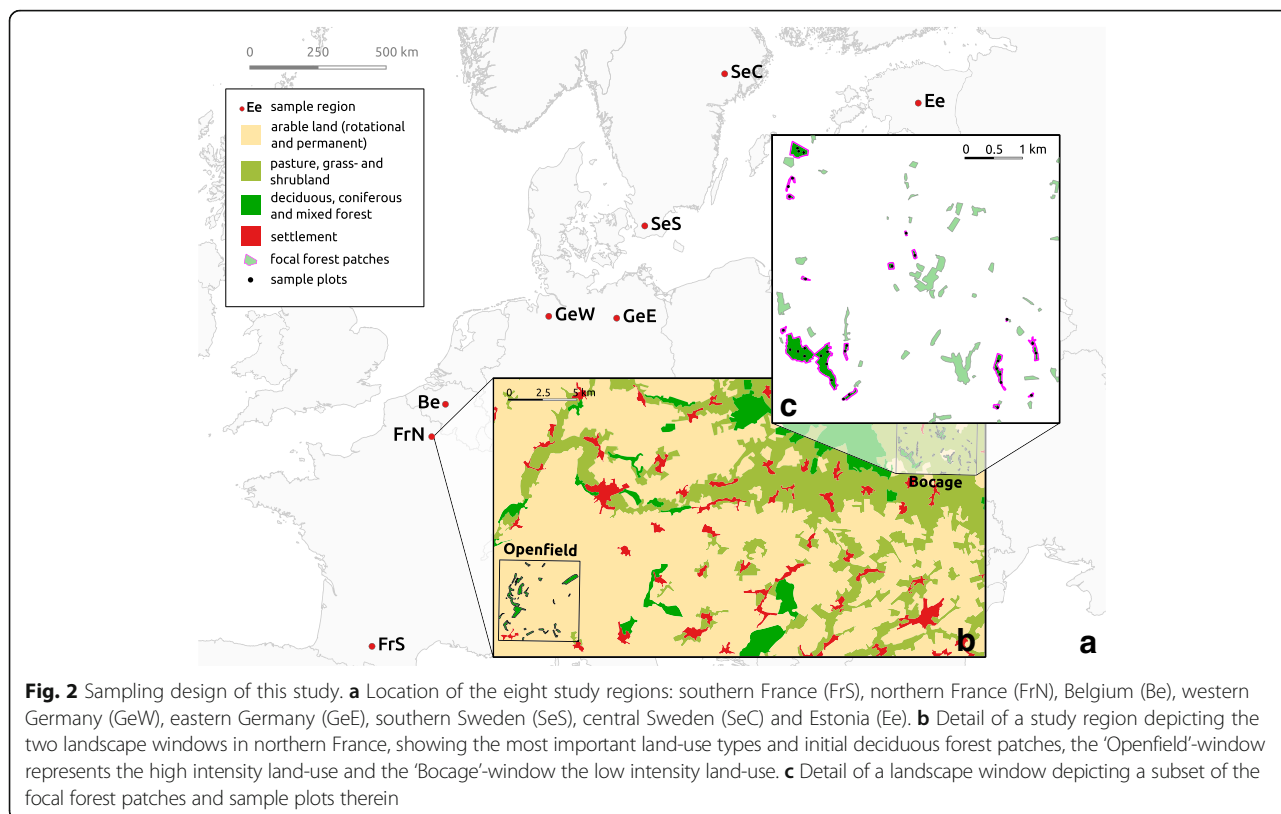 0 250 500 km
Ee sample region
arable land (rotational
and permanent)
pasture, grass- and
shrubland
deciduous, coniferous
and mixed forest
settlement
focal forest patches
sample plots
SeC
Ee
0 0.5 1 km
SeS
GeW
GeE
c
Be
FrN
0 2.5 5 km
Bocage
Openfield
b
a
FrS
Fig. 2 Sampling design of this study. a Location of the eight study regions: southern France (FrS), northern France (FrN), Belgium (Be), western
Germany (GeW), eastern Germany (GeE), southern Sweden (SeS), central Sweden (SeC) and Estonia (Ee). b Detail of a study region depicting the
two landscape windows in northern France, showing the most important land-use types and initial deciduous forest patches, the ‘Openfield’-window
represents the high intensity land-use and the ‘Bocage’-window the low intensity land-use. c Detail of a landscape window depicting a subset of the
focal forest patches and sample plots therein